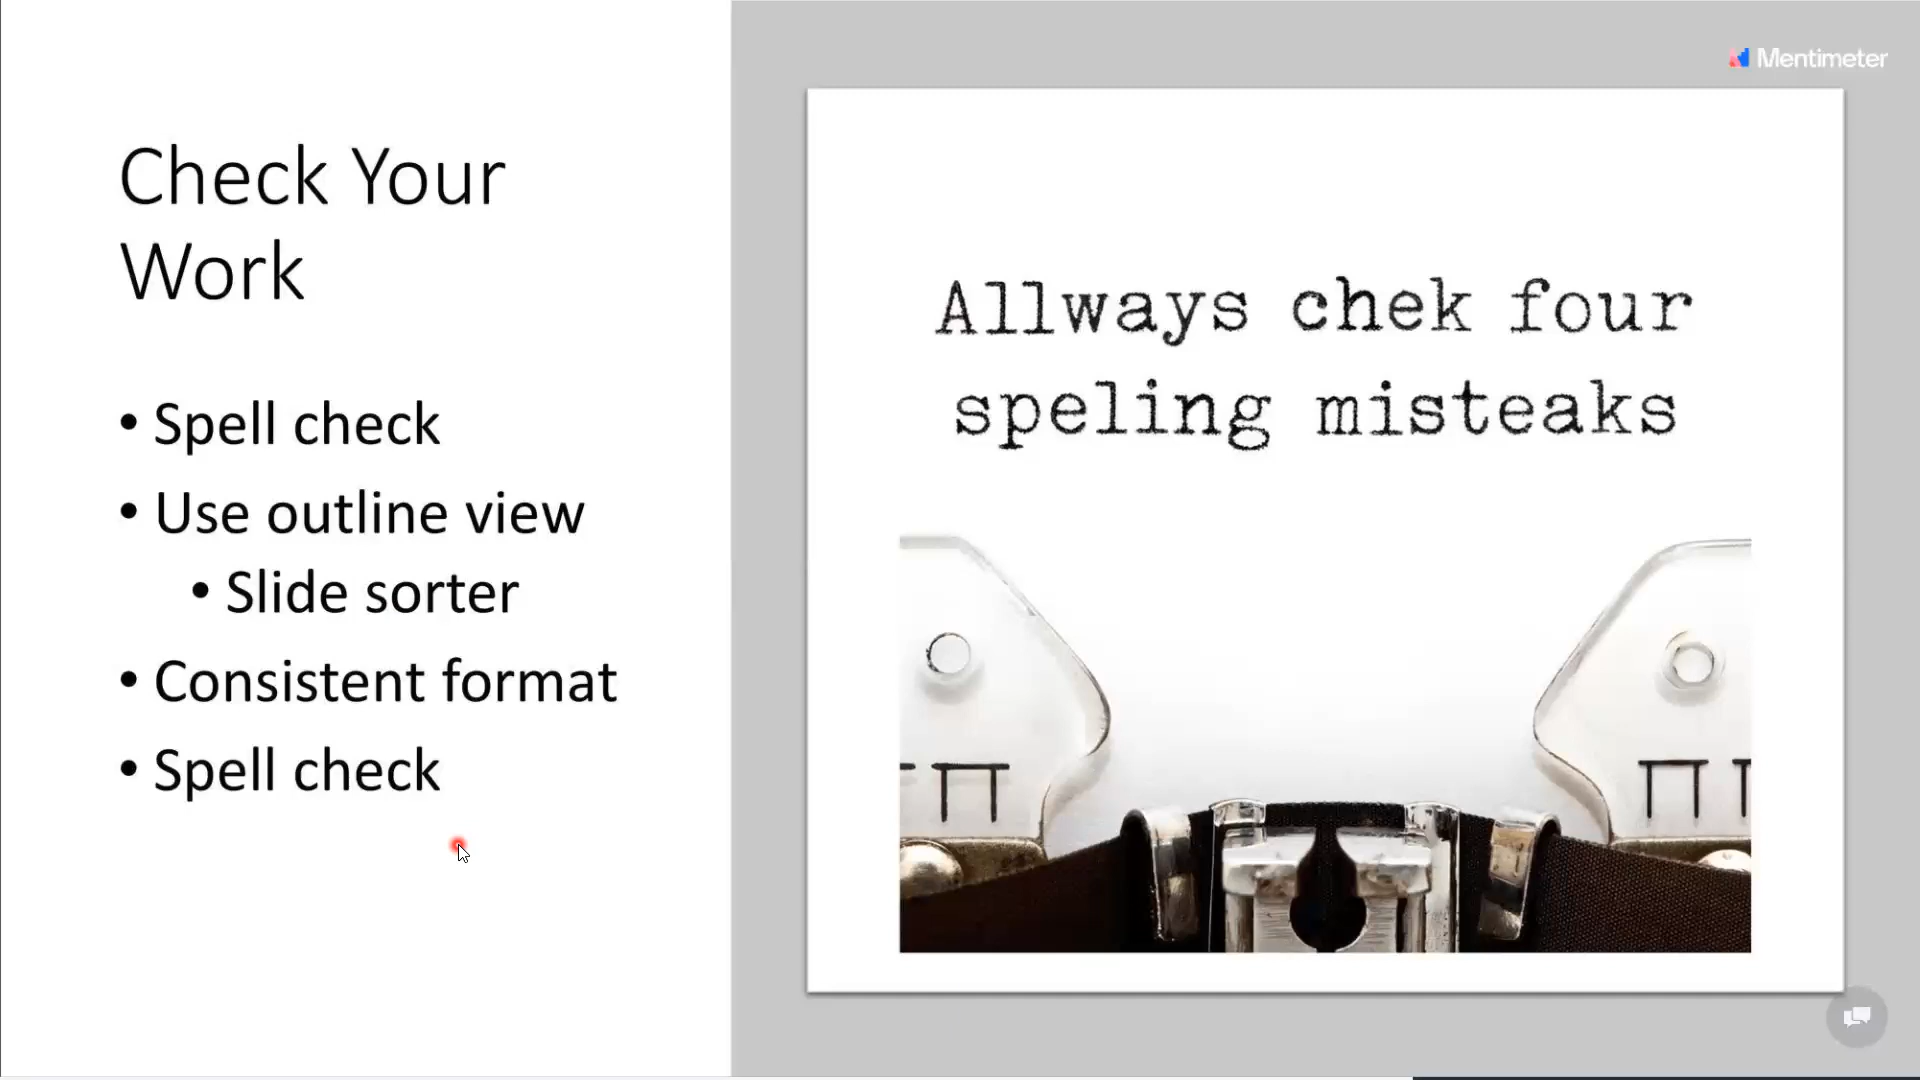 Check Your
Work
• Spell check
• Use outline view
• Slide sorter
• Consistent format
• Spell check
Mentimeter
Allways chek four
speling misteaks